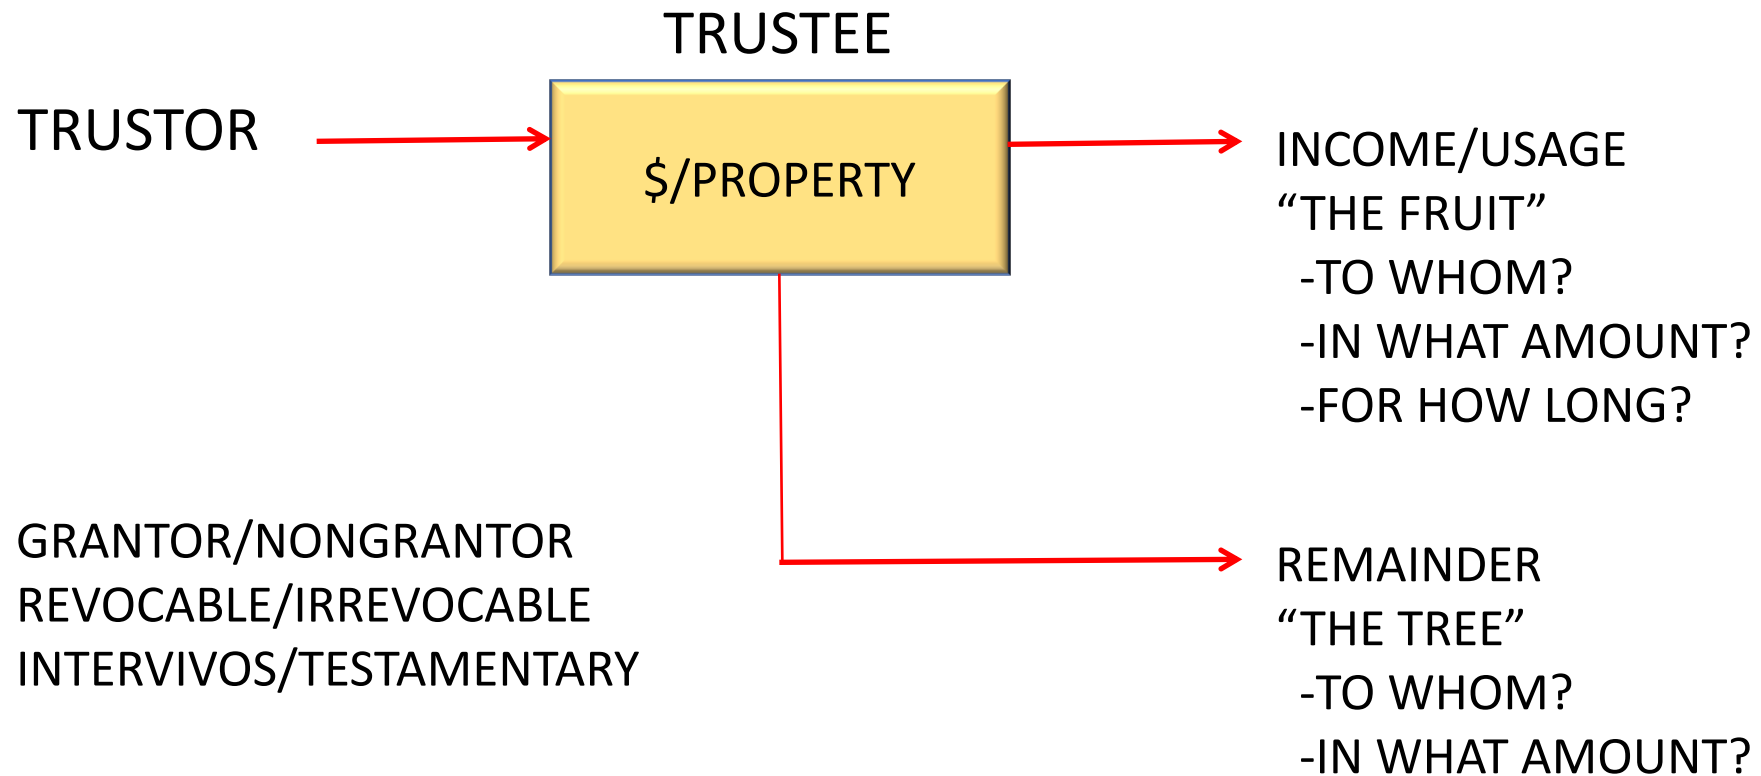 TRUSTEE
TRUSTOR
$/PROPERTY
INCOME/USAGE
“THE FRUIT”
-TO WHOM?
-IN WHAT AMOUNT?
-FOR HOW LONG?
GRANTOR/NONGRANTOR
REVOCABLE/IRREVOCABLE
INTERVIVOS/TESTAMENTARY
REMAINDER
“THE TREE”
-TO WHOM?
-IN WHAT AMOUNT?